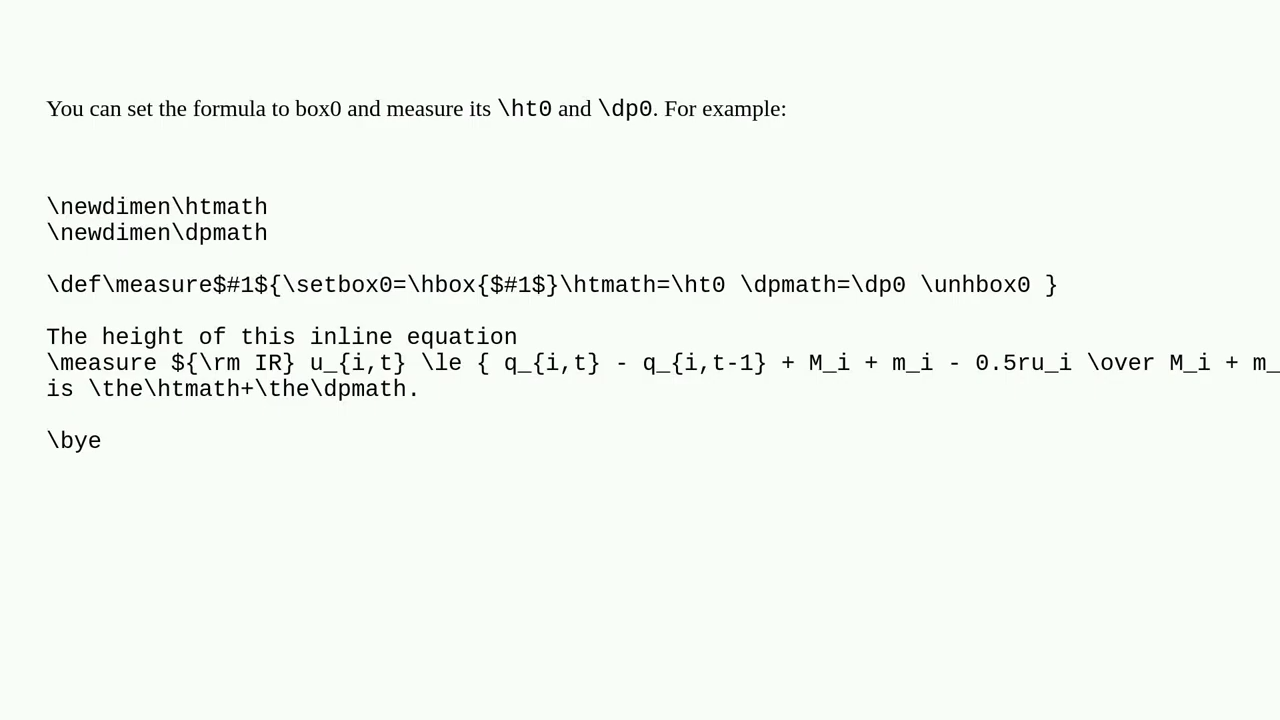 You can set the formula to box0 and measure its \ht0 and \dp0. For example:
\newdimen\htmath
\newdimen\dpmath
\def\measure$#1${\setbox0=\hbox{$#1$}\htmath=\ht0 \dpmath=\dp0 \unhbox0 }
The height of this inline equation
\measure ${\rm IR} u_{i,t} \le { q_{i,t} - q_{i,t-1} + M_i + m_i - 0.5ru_i \over M_i + m_
is \the\htmath+\the\dpmath.
\bye